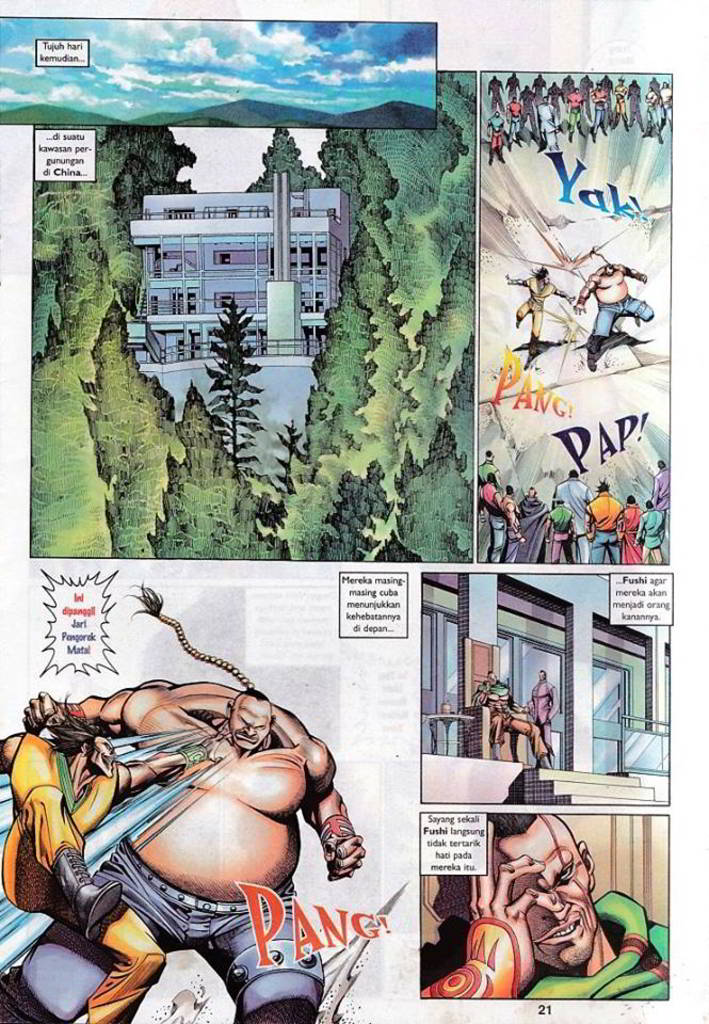 Tujuh hari
kemudian...
...di suatu
kawasan per-
gunungan
di China...
Yak!
PANG!
PAP!
Ini
dipanggil
Jari
Pengorek
Mata!
PANG!
Mereka masing-
masing cuba
menunjukkan
kehebatannya
di depan...
...Fushi agar
mereka akan
menjadi orang
kanannya.
Sayang sekali
Fushi langsung
tidak tertarik
hati pada
mereka itu.
21